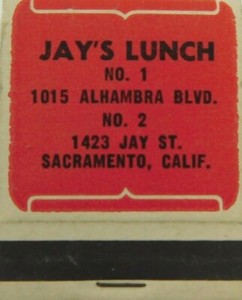 JAY'S LUNCH
NO. 1
1015 ALHAMBRA BLVD.
NO. 2
1423 JAY ST.
SACRAMENTO, CALIF.